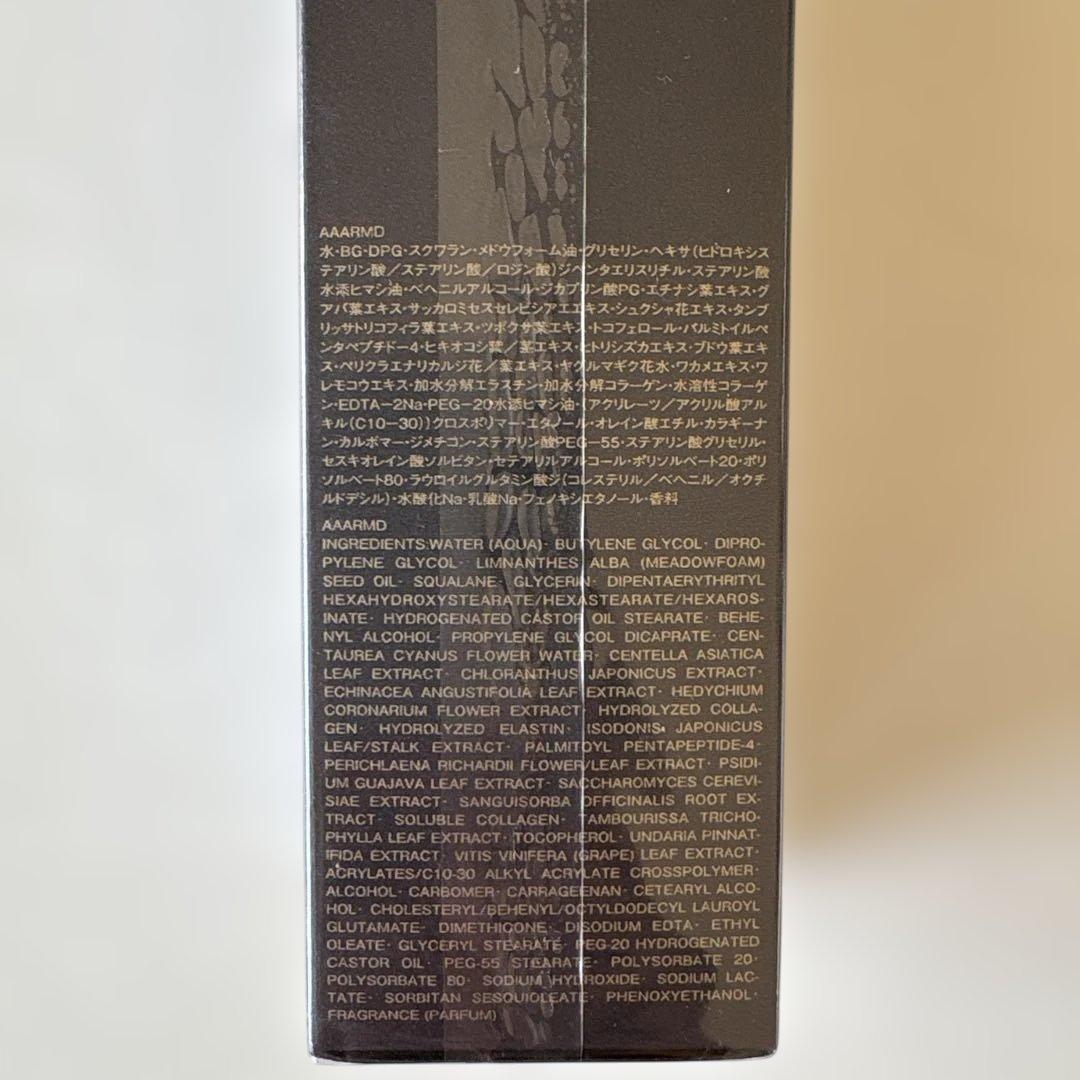 AAARMD
水・BG・DPG・スクワラン・メドウフォーム油・グリセリン・ヘキサ(ヒドロキシス
テアリン酸／ステアリン酸／ロジン酸)ジペンタエリスリチル・ステアリン酸
水添ヒマシ油・ベヘニルアルコール・ジカプリン酸PG・エチナシ葉エキス・グ
アバ葉エキス・サッカロミセスセレビシアエエキス・シュクシャ花エキス・タンブ
リッサトリコフィラ葉エキス・ツボクサ葉エキス・トコフェロール・パルミトイルペ
ンタペプチドー4・ヒキオコシ葉／茎エキス・ヒトリシズカエキス・ブドウ葉エキ
ス・ペリクラエナリカルジ花／葉エキス・ヤグルマギク花水・ワカメエキス・ワ
レモコウエキス・加水分解エラスチン・加水分解コラーゲン・水溶性コラーゲ
ン・EDTAー2Na・PEGー20水添ヒマシ油・(アクリレーツ／アクリル酸アル
キル(C10ー30))クロスポリマー・エタノール・オレイン酸エチル・カラギーナ
ン・カルボマー・ジメチコン・ステアリン酸PEGー55・ステアリン酸グリセリル・
セスキオレイン酸ソルビタン・セテアリルアルコール・ポリソルベート20・ポリ
ソルベート80・ラウロイルグルタミン酸ジ(コレステリル／ベヘニル／オクチ
ルドデシル)・水酸化Na・乳酸Na・フェノキシエタノール・香料
AAARMD
INGREDIENTS:WATER (AQUA)· BUTYLENE GLYCOL· DIPRO-
PYLENE GLYCOL· LIMNANTHES ALBA (MEADOWFOAM)
SEED OIL· SQUALANE· GLYCERIN· DIPENTAERYTHRITYL
HEXAHYDROXYSTEARATE/HEXASTEARATE/HEXAROS-
INATE· HYDROGENATED CASTOR OIL STEARATE· BEHE-
NYL ALCOHOL· PROPYLENE GLYCOL DICAPRATE· CEN-
TAUREA CYANUS FLOWER WATER· CENTELLA ASIATICA
LEAF EXTRACT· CHLORANTHUS JAPONICUS EXTRACT·
ECHINACEA ANGUSTIFOLIA LEAF EXTRACT· HEDYCHIUM
CORONARIUM FLOWER EXTRACT· HYDROLYZED COLLA-
GEN· HYDROLYZED ELASTIN· ISODONIS JAPONICUS
LEAF/STALK EXTRACT· PALMITOYL PENTAPEPTIDE-4·
PERICHLAENA RICHARDII FLOWER/LEAF EXTRACT· PSIDI-
UM GUAJAVA LEAF EXTRACT· SACCHAROMYCES CEREVI-
SIAE EXTRACT· SANGUISORBA OFFICINALIS ROOT EX-
TRACT· SOLUBLE COLLAGEN· TAMBOURISSA TRICHO-
PHYLLA LEAF EXTRACT· TOCOPHEROL· UNDARIA PINNAT-
IFIDA EXTRACT· VITIS VINIFERA (GRAPE) LEAF EXTRACT·
ACRYLATES/C10-30 ALKYL ACRYLATE CROSSPOLYMER·
ALCOHOL· CARBOMER· CARRAGEENAN· CETEARYL ALCO-
HOL· CHOLESTERYL/BEHENYL/OCTYLDODECYL LAUROYL
GLUTAMATE· DIMETHICONE· DISODIUM EDTA· ETHYL
OLEATE· GLYCERYL STEARATE· PEG-20 HYDROGENATED
CASTOR OIL· PEG-55 STEARATE· POLYSORBATE 20·
POLYSORBATE 80· SODIUM HYDROXIDE· SODIUM LAC-
TATE· SORBITAN SESQUIOLEATE· PHENOXYETHANOL·
FRAGRANCE (PARFUM)